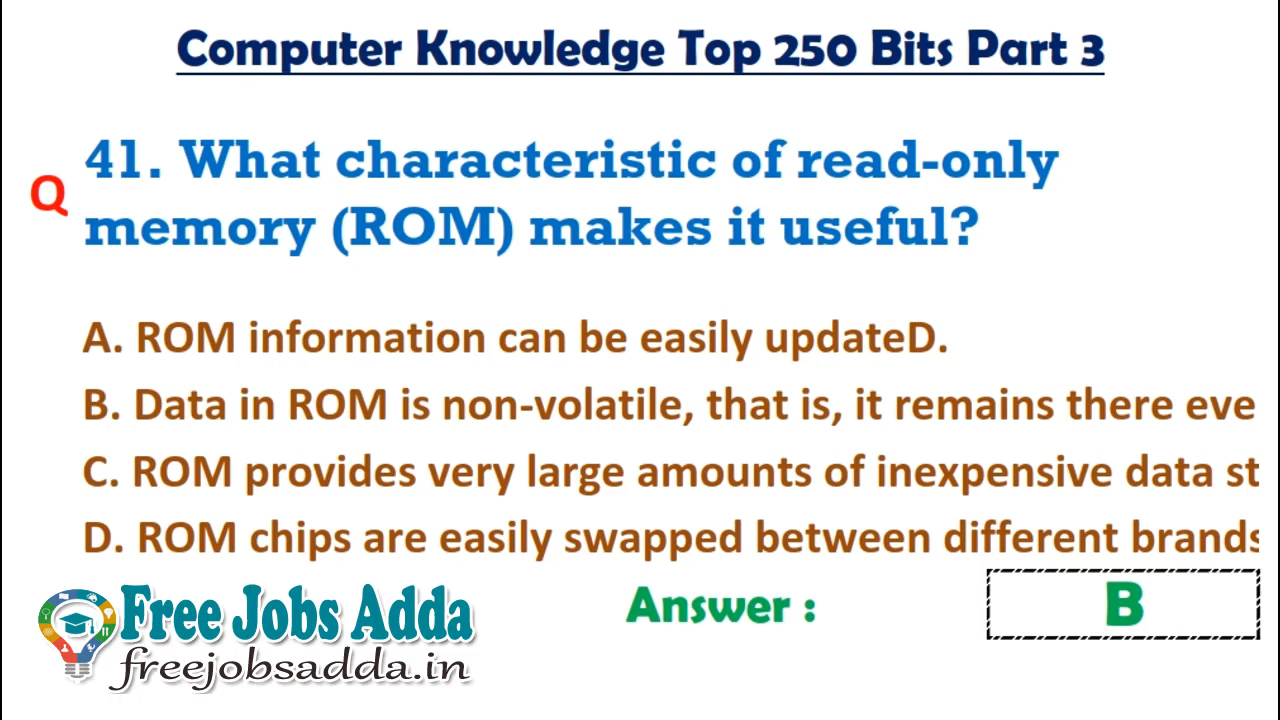 Computer Knowledge Top 250 Bits Part 3
Q
41. What characteristic of read-only
memory (ROM) makes it useful?
A. ROM information can be easily updateD.
B. Data in ROM is non-volatile, that is, it remains there eve
C. ROM provides very large amounts of inexpensive data st
D. ROM chips are easily swapped between different brands
Free Jobs Adda
freejobsadda.in
Answer :
B